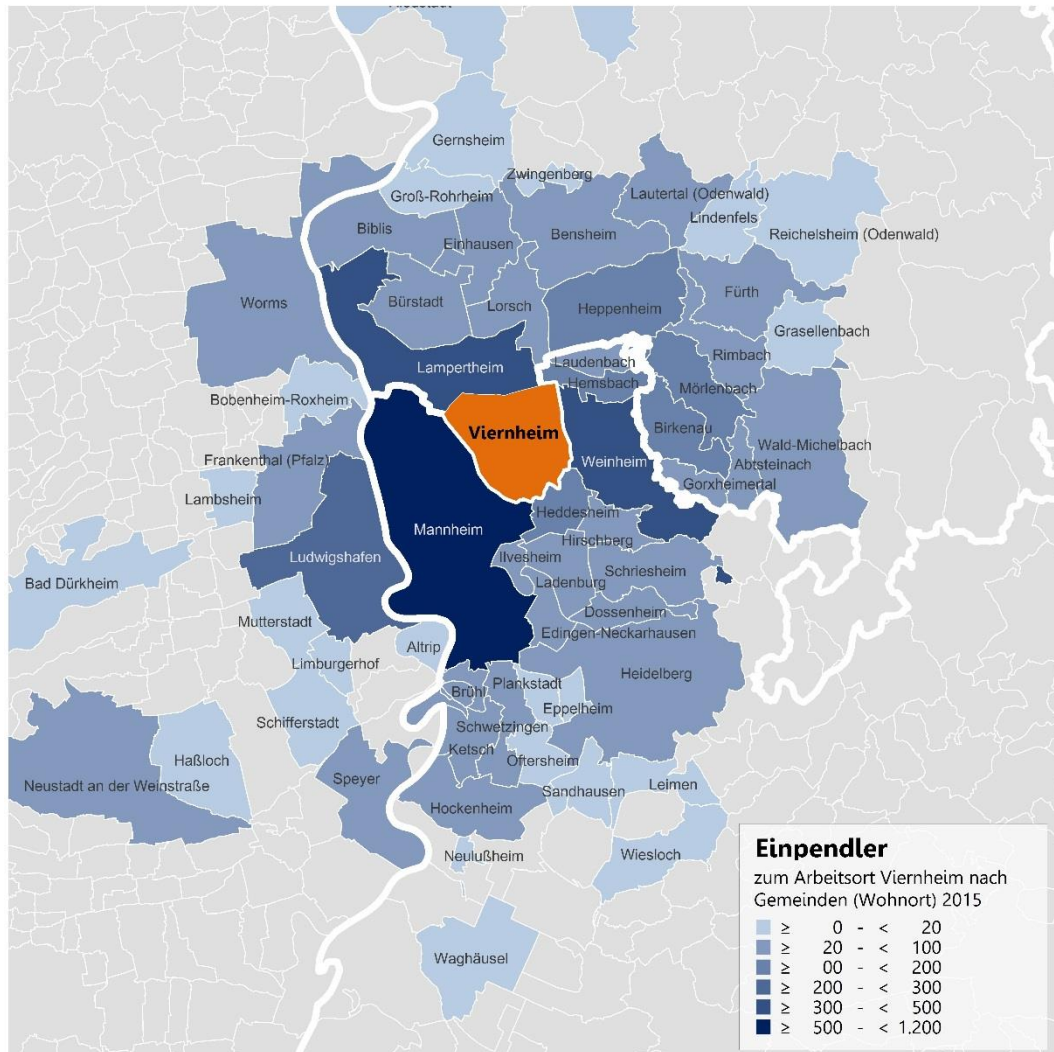 Gernsheim
Zwingenberg
Groß-Rohrheim
Lautertal (Odenwald)
Lindenfels
Biblis
Einhausen
Bensheim
Reichelsheim (Odenwald)
Worms
Bürstadt
Lorsch
Heppenheim
Fürth
Grasellenbach
Lampertheim
Laudenbach
Rimbach
Hemsbach
Mörlenbach
Bobenheim-Roxheim
Viernheim
Birkenau
Wald-Michelbach
Frankenthal (Pfalz)
Weinheim
Abtsteinach
Lambsheim
Gorxheimertal
Mannheim
Heddesheim
Hirschberg
Ludwigshafen
Ilvesheim
Schriesheim
Bad Dürkheim
Ladenburg
Dossenheim
Mutterstadt
Altrip
Edingen-Neckarhausen
Limburgerhof
Heidelberg
Plankstadt
Brühl
Eppelheim
Schifferstadt
Schwetzingen
Haßloch
Ketsch
Oftersheim
Neustadt an der Weinstraße
Speyer
Leimen
Sandhausen
Hockenheim
Neulußheim
Wiesloch
Waghäusel
Einpendler
zum Arbeitsort Viernheim nach
Gemeinden (Wohnort) 2015
≥ 0 - < 20
≥ 20 - < 100
≥ 00 - < 200
≥ 200 - < 300
≥ 300 - < 500
≥ 500 - < 1.200